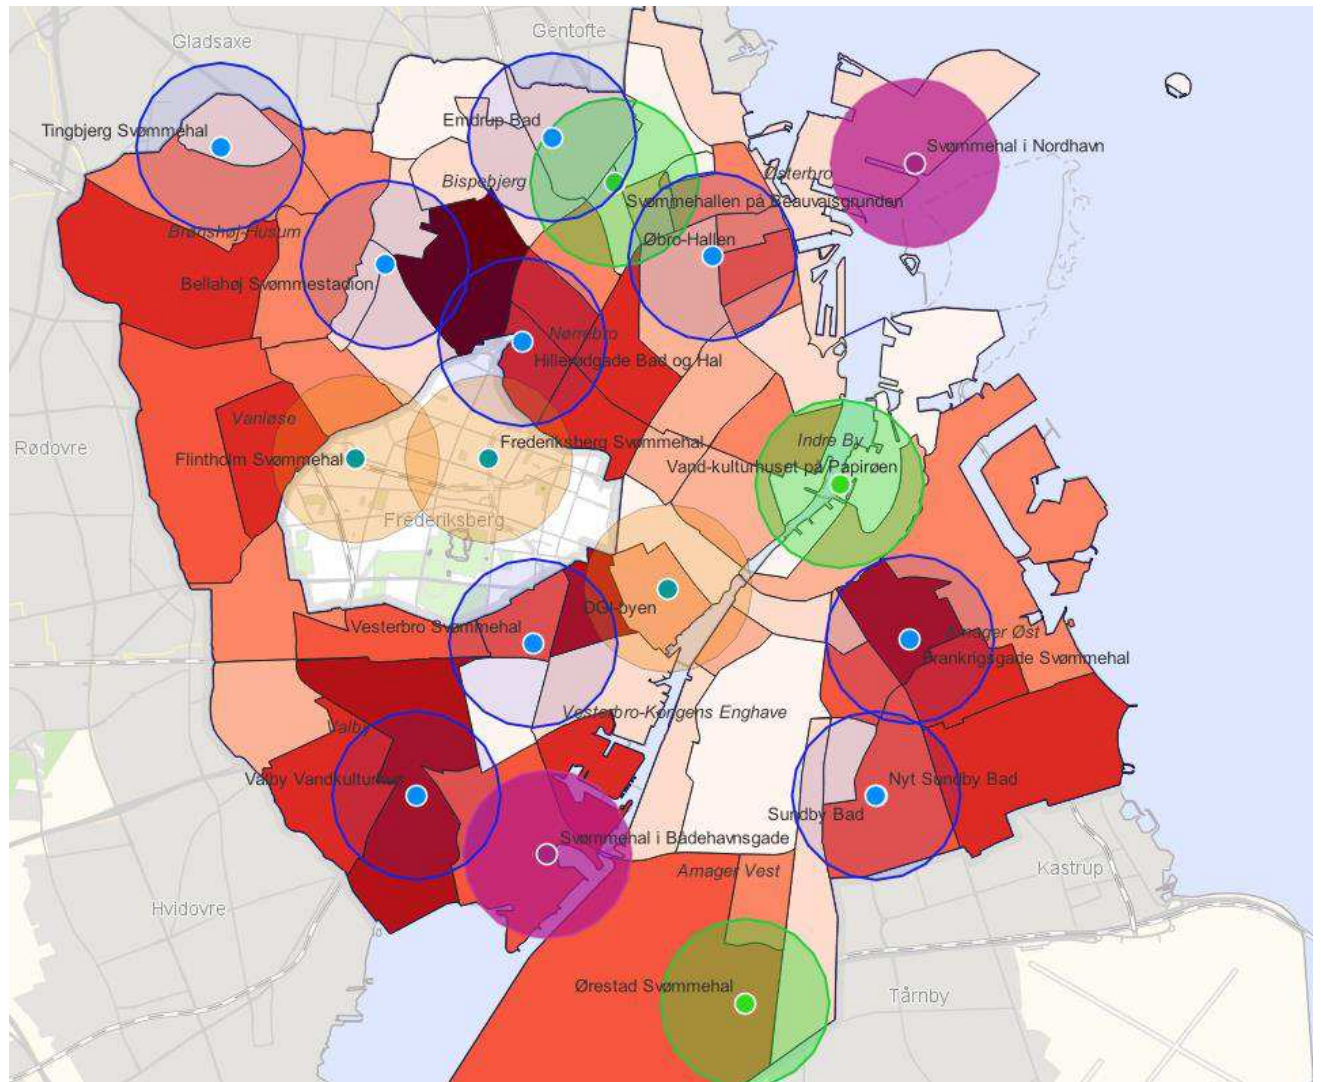 Gentofte
Gladsaxe
Emdrup Bad
Tingbjerg Svømmehal
Svømmehal i Nordhavn
Østerbro
Bispebjerg
Svømmehallen på Beauvaisgrunden
Brønshøj-Husum
Øbro-Hallen
Bellahøj Svømmestadion
Nørrebro
Hillerødgade Bad og Hal
Vanløse
Rødovre
Frederiksberg Svømmehal
Indre By
Flintholm Svømmehal
Vand-kulturhuset på Papirøen
Frederiksberg
DGI-byen
Vesterbro Svømmehal
Amager Øst
Frankrigsgade Svømmehal
Vesterbro-Kongens Enghave
Valby
Valby Vandkulturhus
Nyt Sundby Bad
Sundby Bad
Svømmehal i Bådehavnsgade
Amager Vest
Kastrup
Hvidovre
Ørestad Svømmehal
Tårnby